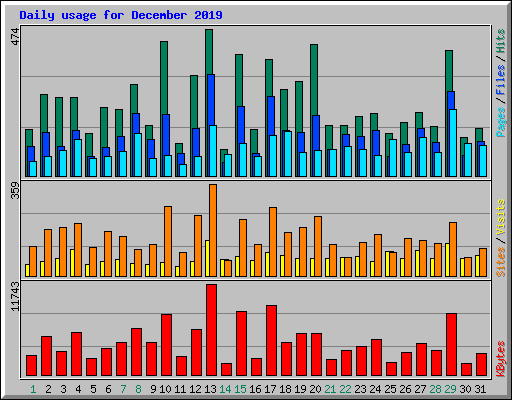 Daily usage for December 2019
474
Pages / Files / Hits
359
Sites / Visits
11743
KBytes
1 2 3 4 5 6 7 8 9 10 11 12 13 14 15 16 17 18 19 20 21 22 23 24 25 26 27 28 29 30 31